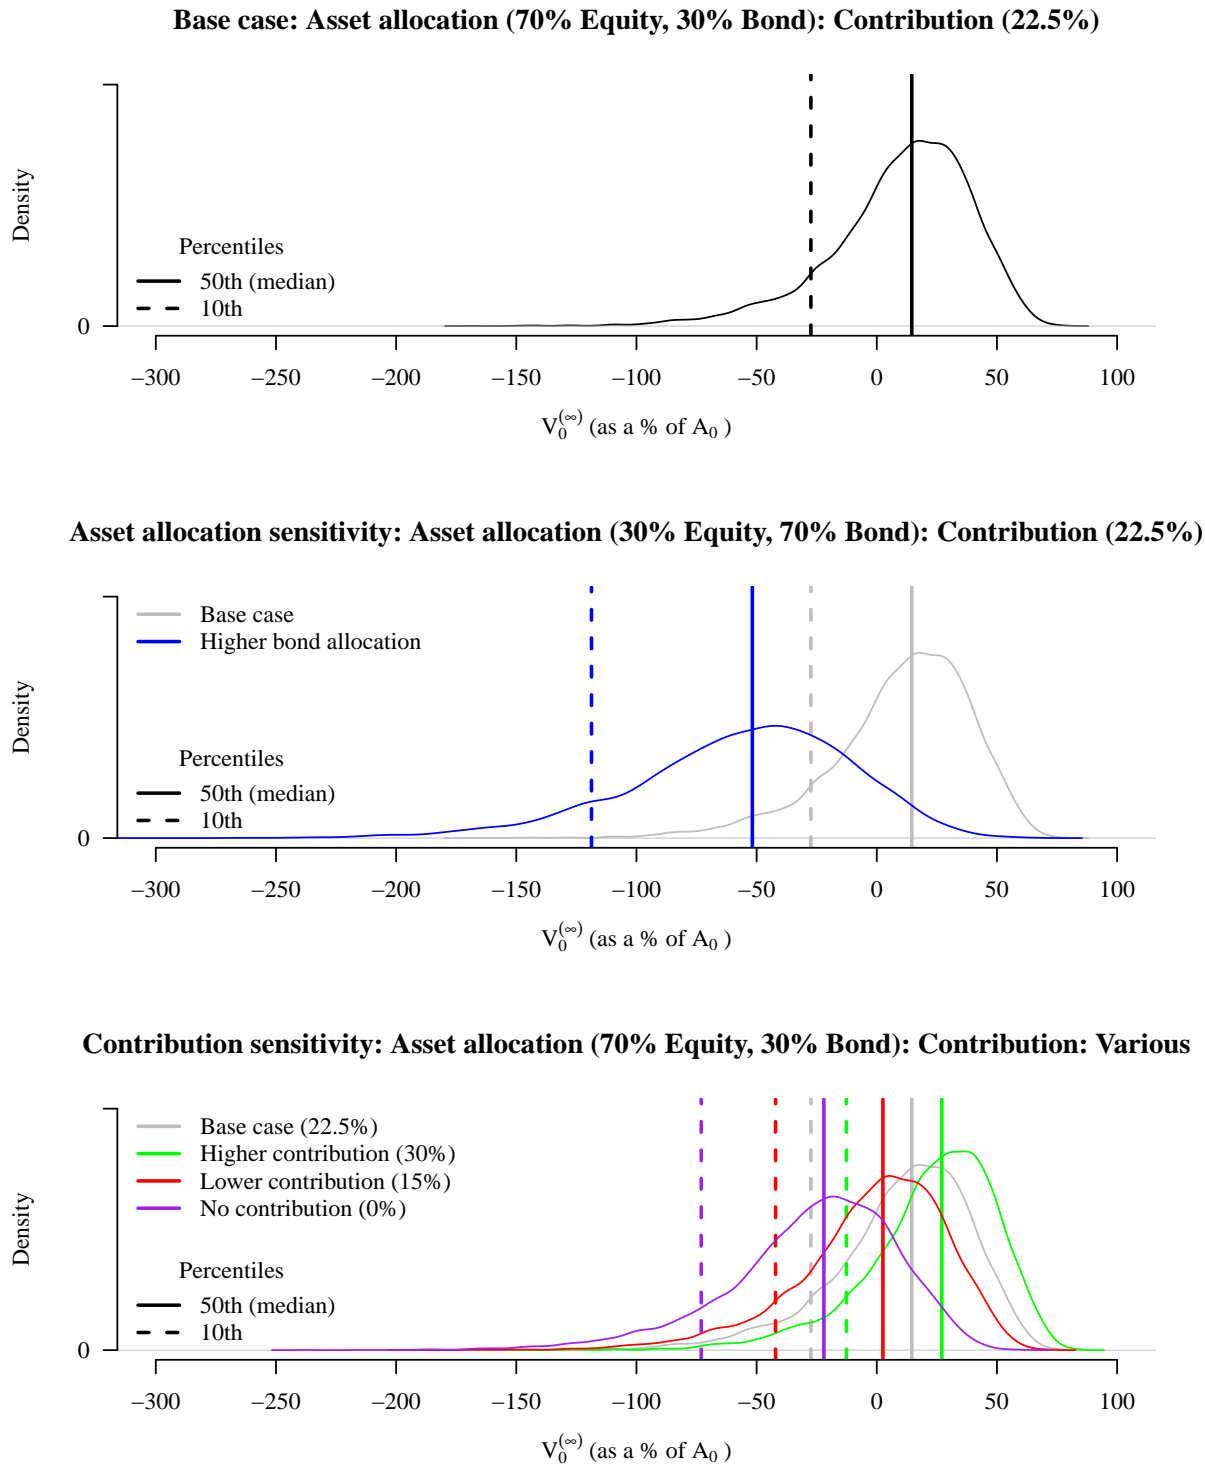 Base case: Asset allocation (70% Equity, 30% Bond): Contribution (22.5%)
Density
Percentiles
50th (median)
10th
0
−300 −250 −200 −150 −100 −50 0 50 100
V₀^(∞) (as a % of A₀ )
Asset allocation sensitivity: Asset allocation (30% Equity, 70% Bond): Contribution (22.5%)
Base case
Higher bond allocation
Density
Percentiles
50th (median)
10th
0
−300 −250 −200 −150 −100 −50 0 50 100
V₀^(∞) (as a % of A₀ )
Contribution sensitivity: Asset allocation (70% Equity, 30% Bond): Contribution: Various
Base case (22.5%)
Higher contribution (30%)
Lower contribution (15%)
No contribution (0%)
Density
Percentiles
50th (median)
10th
0
−300 −250 −200 −150 −100 −50 0 50 100
V₀^(∞) (as a % of A₀ )